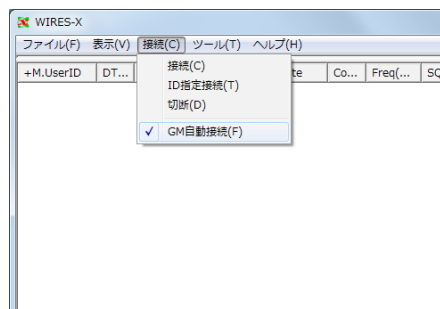 WIRES-X
ファイル(F) 表示(V) 接続(C) ツール(T) ヘルプ(H)
+M.UserID DT... te Co... Freq(... SQ
接続(C)
ID指定接続(T)
切断(D)
✓ GM自動接続(F)